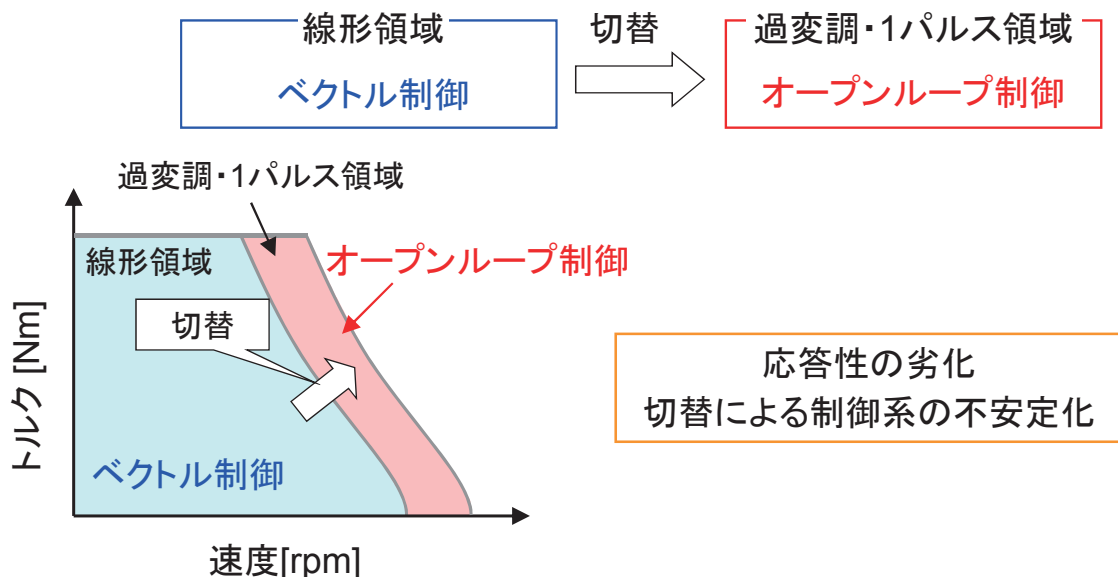 線形領域
ベクトル制御
切替
過変調・1パルス領域
オープンループ制御
過変調・1パルス領域
線形領域
オープンループ制御
切替
ベクトル制御
トルク [Nm]
速度[rpm]
応答性の劣化
切替による制御系の不安定化